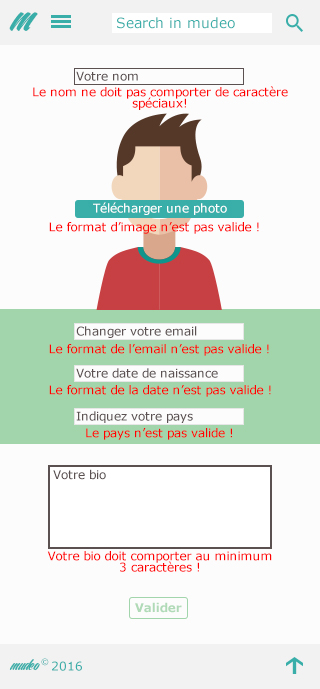 Search in mudeo
Votre nom
Le nom ne doit pas comporter de caractère
spéciaux!
Télécharger une photo
Le format d'image n'est pas valide !
Changer votre email
Le format de l'email n'est pas valide !
Votre date de naissance
Le format de la date n'est pas valide !
Indiquez votre pays
Le pays n'est pas valide !
Votre bio
Votre bio doit comporter au minimum
3 caractères !
Valider
mudeo © 2016